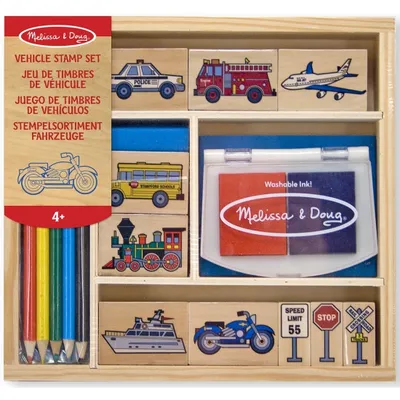 Melissa & Doug
VEHICLE STAMP SET
JEU DE TIMBRES
DE VÉHICULE
JUEGO DE TIMBRES
DE VEHÍCULOS
STEMPELSORTIMENT
FAHRZEUGE
4+
POLICE
Washable Ink!
Melissa & Doug
SPEED
LIMIT
55
STOP